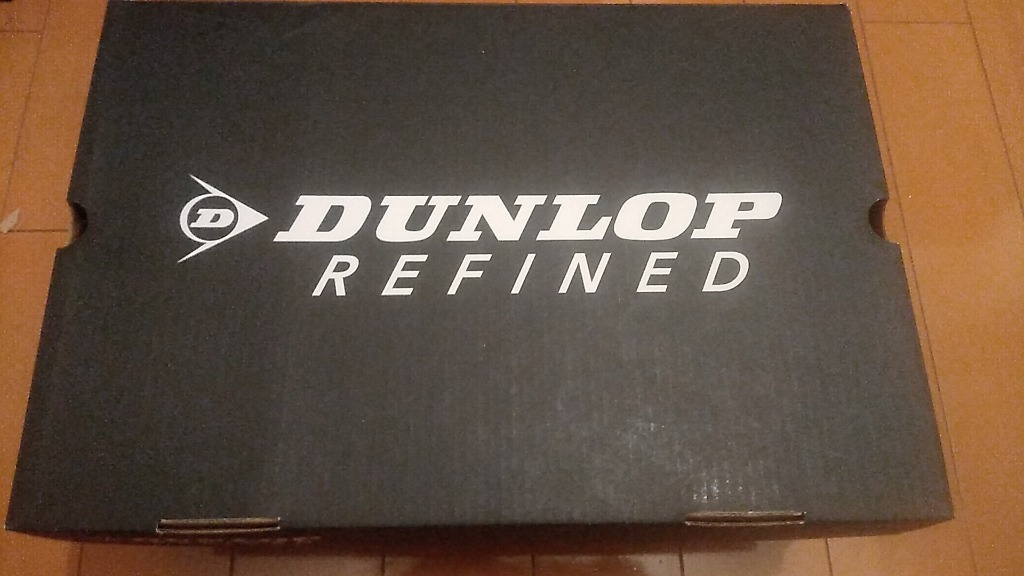 D DUNLOP
REFINED